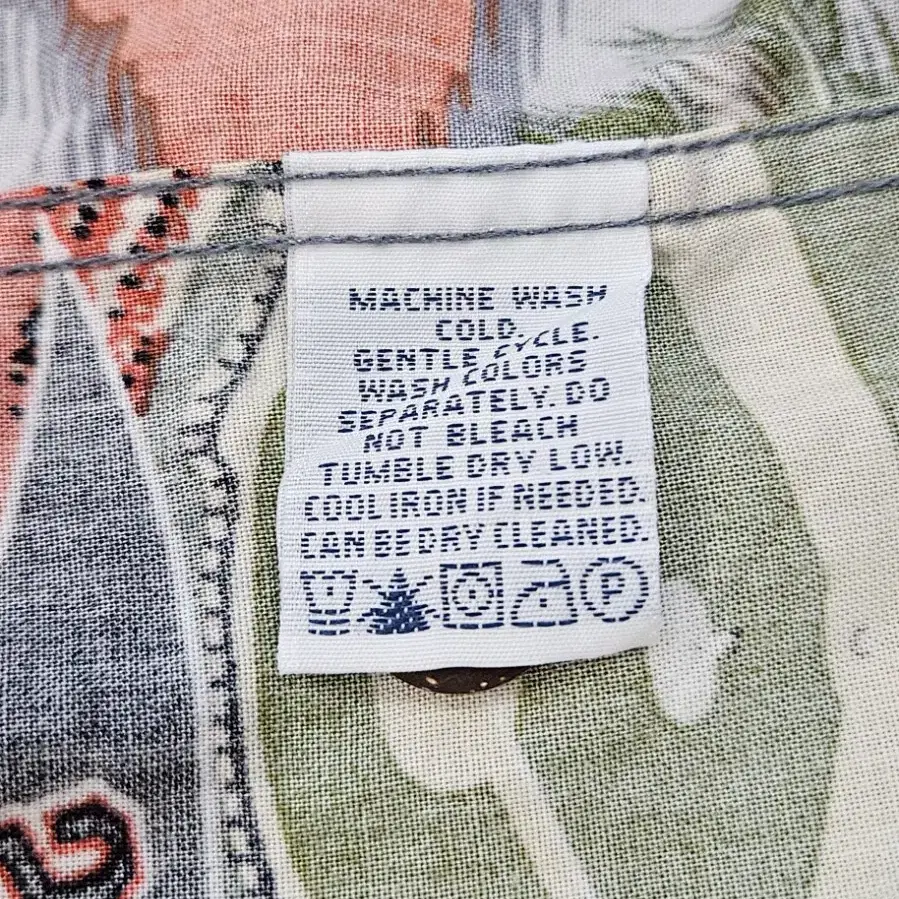 MACHINE WASH
COLD.
GENTLE CYCLE.
WASH COLORS
SEPARATELY. DO
NOT BLEACH
TUMBLE DRY LOW.
COOL IRON IF NEEDED.
CAN BE DRY CLEANED.
P